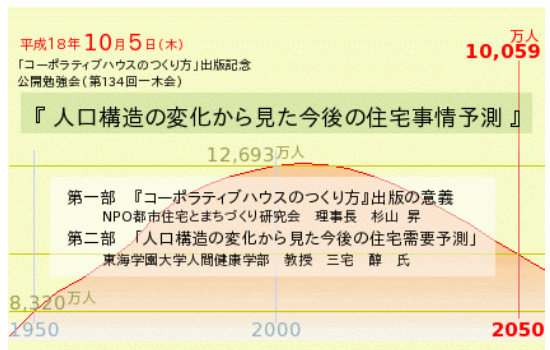 平成18年10月5日(木)
万人
10,059
「コーポラティブハウスのつくり方」出版記念
公開勉強会(第134回一木会)
『 人口構造の変化から見た今後の住宅事情予測 』
12,693万人
第一部 『コーポラティブハウスのつくり方』出版の意義
NPO都市住宅とまちづくり研究会 理事長 杉山 昇
第二部 「人口構造の変化から見た今後の住宅需要予測」
東海学園大学人間健康学部 教授 三宅 醇 氏
8,320万人
1950 2000 2050